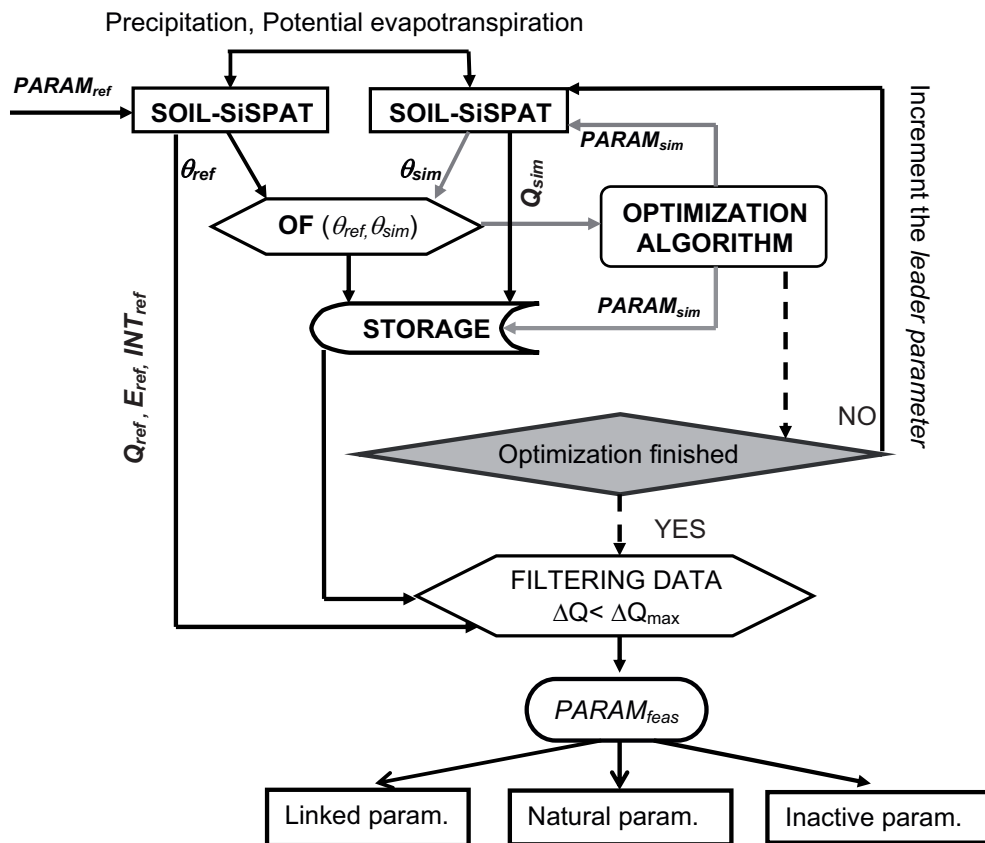 Precipitation, Potential evapotranspiration
PARAMref
SOIL-SiSPAT
SOIL-SiSPAT
PARAMsim
θref
θsim
Qsim
OF (θref,θsim)
OPTIMIZATION
ALGORITHM
PARAMsim
STORAGE
Qref , Eref, INTref
Increment the leader parameter
NO
Optimization finished
YES
FILTERING DATA
ΔQ< ΔQmax
PARAMfeas
Linked param.
Natural param.
Inactive param.